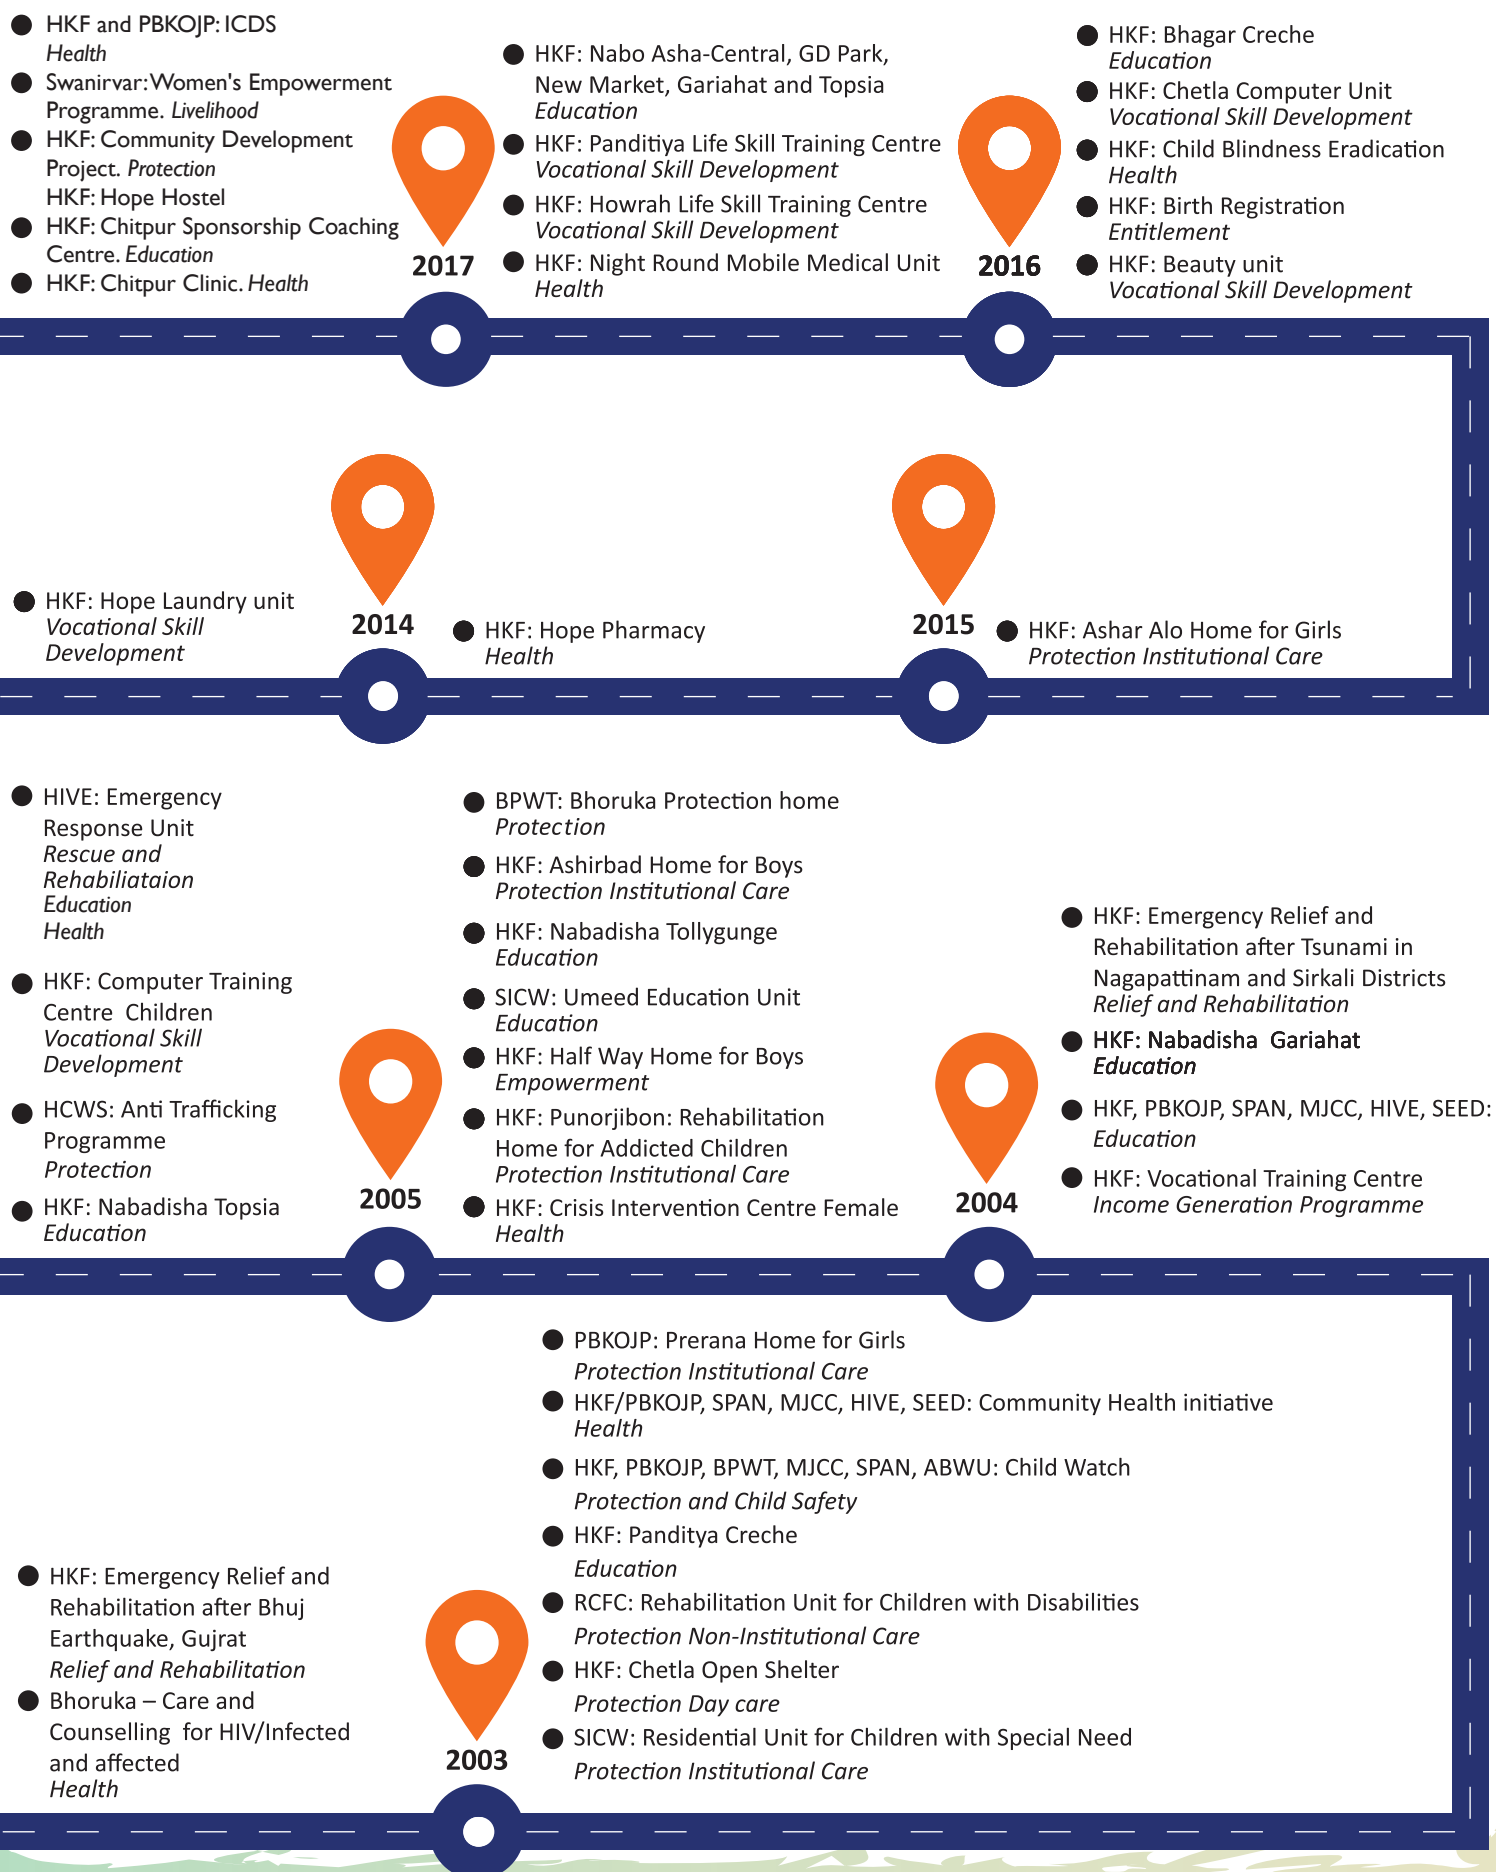 HKF and PBKOJP: ICDS
Health
Swanirvar: Women's Empowerment
Programme. Livelihood
HKF: Community Development
Project. Protection
HKF: Hope Hostel
HKF: Chitpur Sponsorship Coaching
Centre. Education
HKF: Chitpur Clinic. Health
2017
HKF: Nabo Asha-Central, GD Park,
New Market, Gariahat and Topsia
Education
HKF: Panditiya Life Skill Training Centre
Vocational Skill Development
HKF: Howrah Life Skill Training Centre
Vocational Skill Development
HKF: Night Round Mobile Medical Unit
Health
2016
HKF: Bhagar Creche
Education
HKF: Chetla Computer Unit
Vocational Skill Development
HKF: Child Blindness Eradication
Health
HKF: Birth Registration
Entitlement
HKF: Beauty unit
Vocational Skill Development
HKF: Hope Laundry unit
Vocational Skill
Development
2014
HKF: Hope Pharmacy
Health
2015
HKF: Ashar Alo Home for Girls
Protection Institutional Care
HIVE: Emergency
Response Unit
Rescue and
Rehabiliataion
Education
Health
HKF: Computer Training
Centre Children
Vocational Skill
Development
HCWS: Anti Trafficking
Programme
Protection
HKF: Nabadisha Topsia
Education
2005
BPWT: Bhoruka Protection home
Protection
HKF: Ashirbad Home for Boys
Protection Institutional Care
HKF: Nabadisha Tollygunge
Education
SICW: Umeed Education Unit
Education
HKF: Half Way Home for Boys
Empowerment
HKF: Punorjibon: Rehabilitation
Home for Addicted Children
Protection Institutional Care
HKF: Crisis Intervention Centre Female
Health
2004
HKF: Emergency Relief and
Rehabilitation after Tsunami in
Nagapattinam and Sirkali Districts
Relief and Rehabilitation
HKF: Nabadisha Gariahat
Education
HKF, PBKOJP, SPAN, MJCC, HIVE, SEED:
Education
HKF: Vocational Training Centre
Income Generation Programme
HKF: Emergency Relief and
Rehabilitation after Bhuj
Earthquake, Gujrat
Relief and Rehabilitation
Bhoruka – Care and
Counselling for HIV/Infected
and affected
Health
2003
PBKOJP: Prerana Home for Girls
Protection Institutional Care
HKF/PBKOJP, SPAN, MJCC, HIVE, SEED: Community Health initiative
Health
HKF, PBKOJP, BPWT, MJCC, SPAN, ABWU: Child Watch
Protection and Child Safety
HKF: Panditya Creche
Education
RCFC: Rehabilitation Unit for Children with Disabilities
Protection Non-Institutional Care
HKF: Chetla Open Shelter
Protection Day care
SICW: Residential Unit for Children with Special Need
Protection Institutional Care